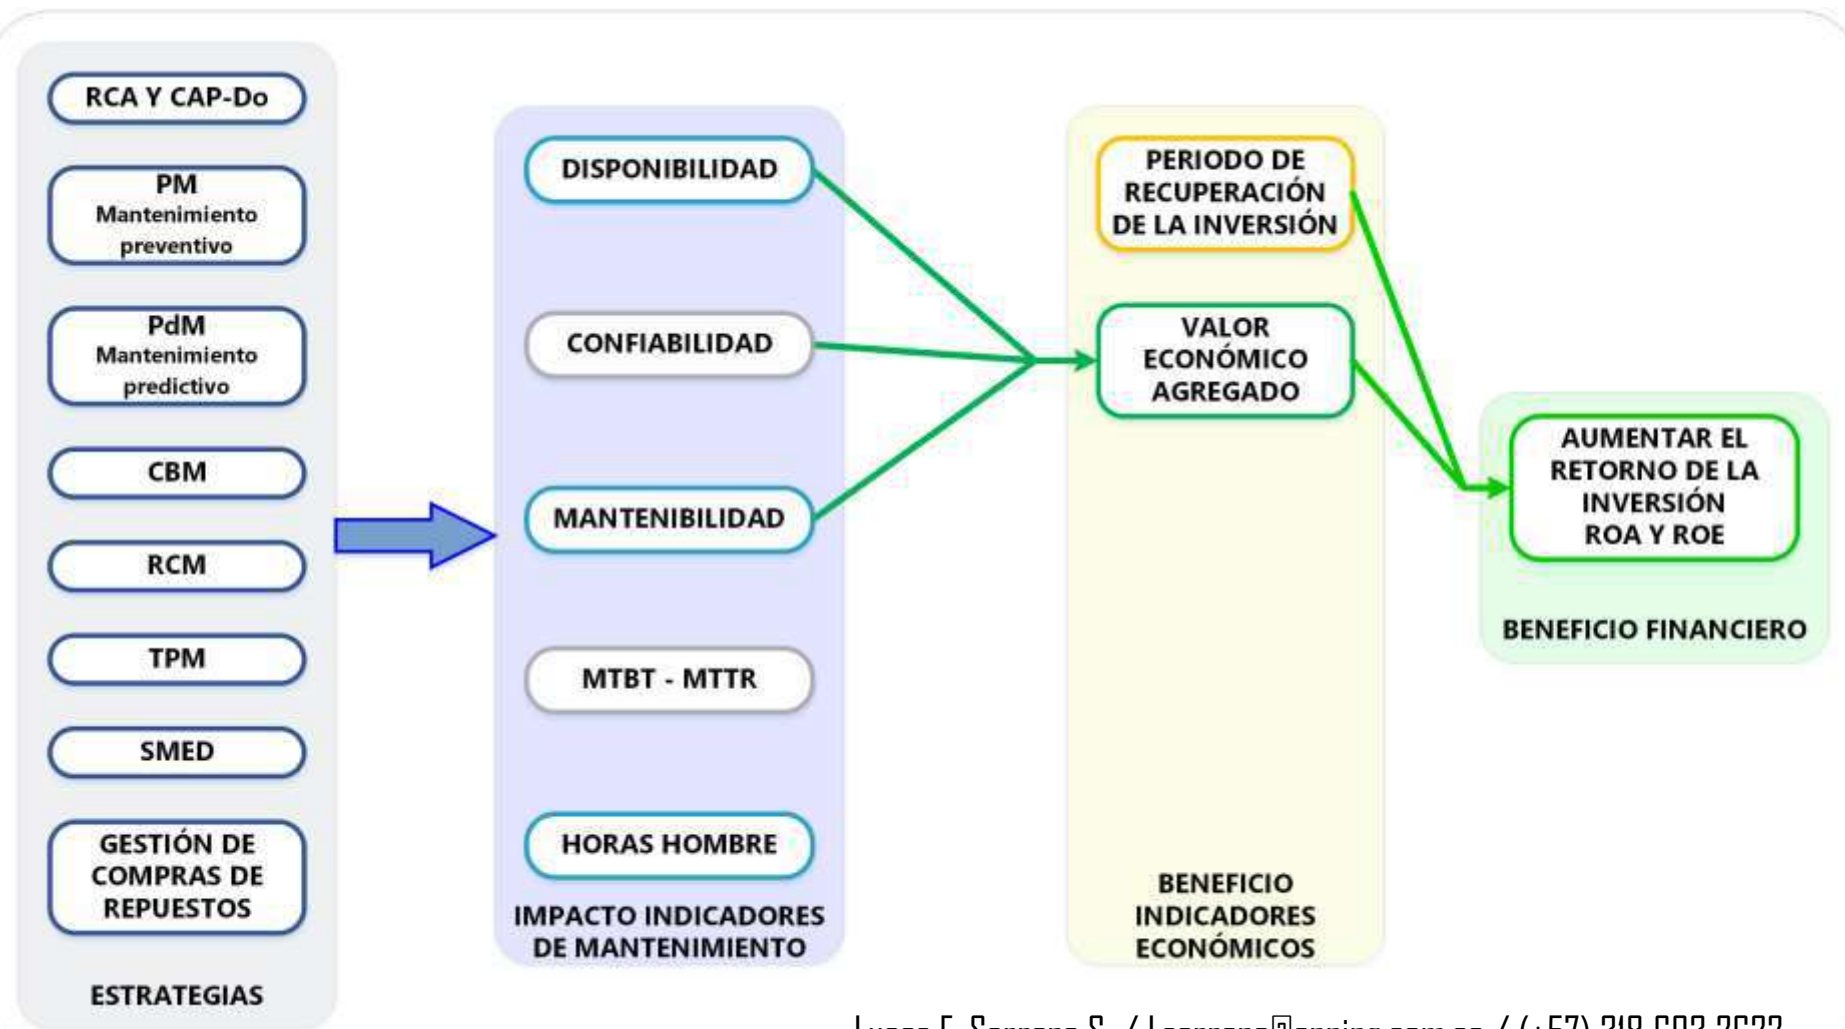 RCA Y CAP-Do
PM
Mantenimiento
preventivo
PdM
Mantenimiento
predictivo
CBM
RCM
TPM
SMED
GESTIÓN DE
COMPRAS DE
REPUESTOS
ESTRATEGIAS
DISPONIBILIDAD
CONFIABILIDAD
MANTENIBILIDAD
MTBT - MTTR
HORAS HOMBRE
IMPACTO INDICADORES
DE MANTENIMIENTO
PERIODO DE
RECUPERACIÓN
DE LA INVERSIÓN
VALOR
ECONÓMICO
AGREGADO
BENEFICIO
INDICADORES
ECONÓMICOS
AUMENTAR EL
RETORNO DE LA
INVERSIÓN
ROA Y ROE
BENEFICIO FINANCIERO